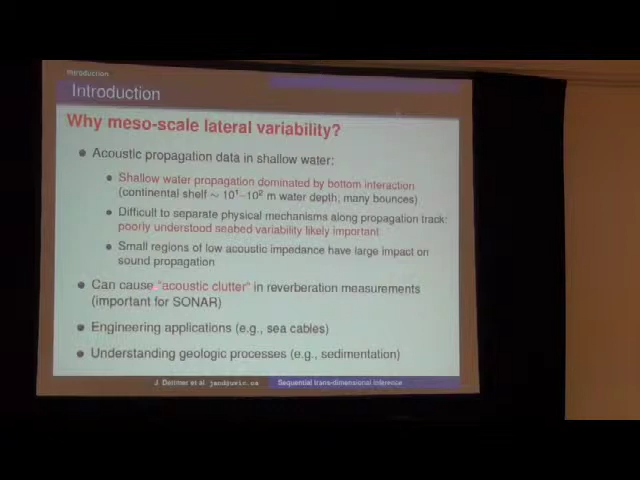 Introduction
Introduction
Why meso-scale lateral variability?
Acoustic propagation data in shallow water:
Shallow water propagation dominated by bottom interaction
(continental shelf ~ 10¹–10² m water depth; many bounces)
Difficult to separate physical mechanisms along propagation track:
poorly understood seabed variability likely important
Small regions of low acoustic impedance have large impact on
sound propagation
Can cause "acoustic clutter" in reverberation measurements
(important for SONAR)
Engineering applications (e.g., sea cables)
Understanding geologic processes (e.g., sedimentation)
et al. Sequential trans-dimensional inference